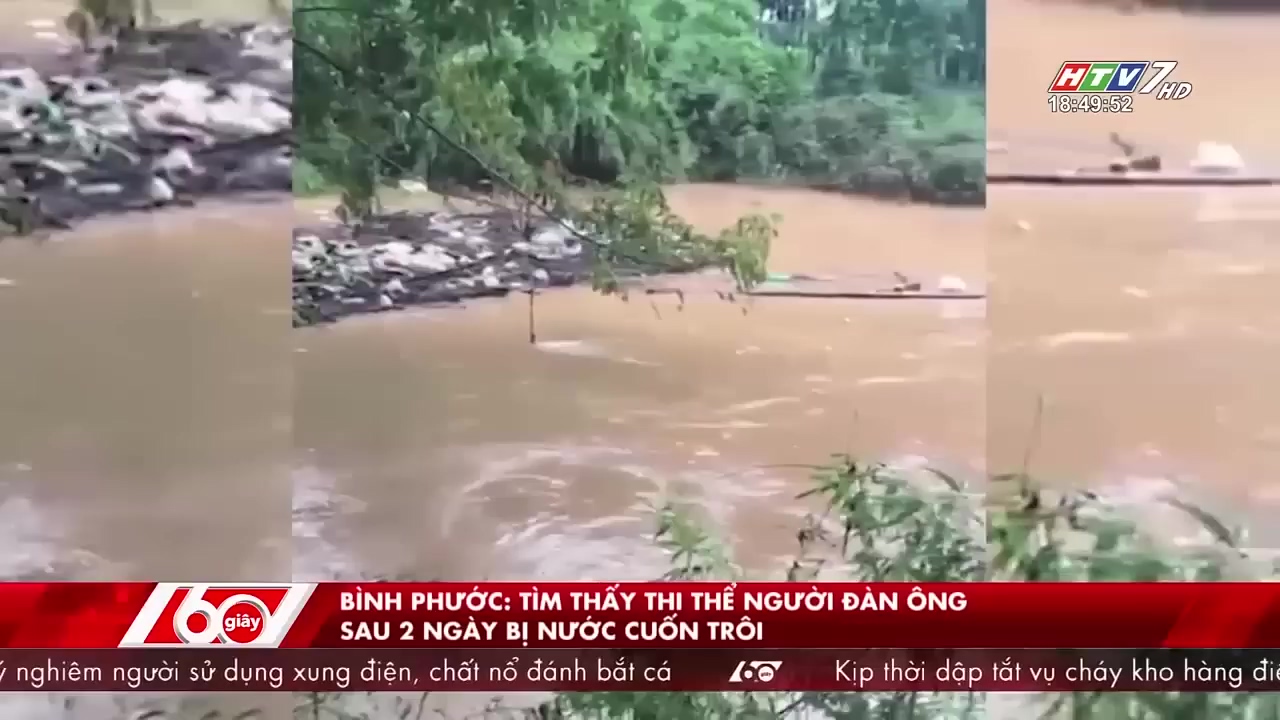 HTV7 HD
18:49:52
60 giây
BÌNH PHƯỚC: TÌM THẤY THI THỂ NGƯỜI ĐÀN ÔNG
SAU 2 NGÀY BỊ NƯỚC CUỐN TRÔI
nghiêm người sử dụng xung điện, chất nổ đánh bắt cá 60 giây Kịp thời dập tắt vụ cháy kho hàng